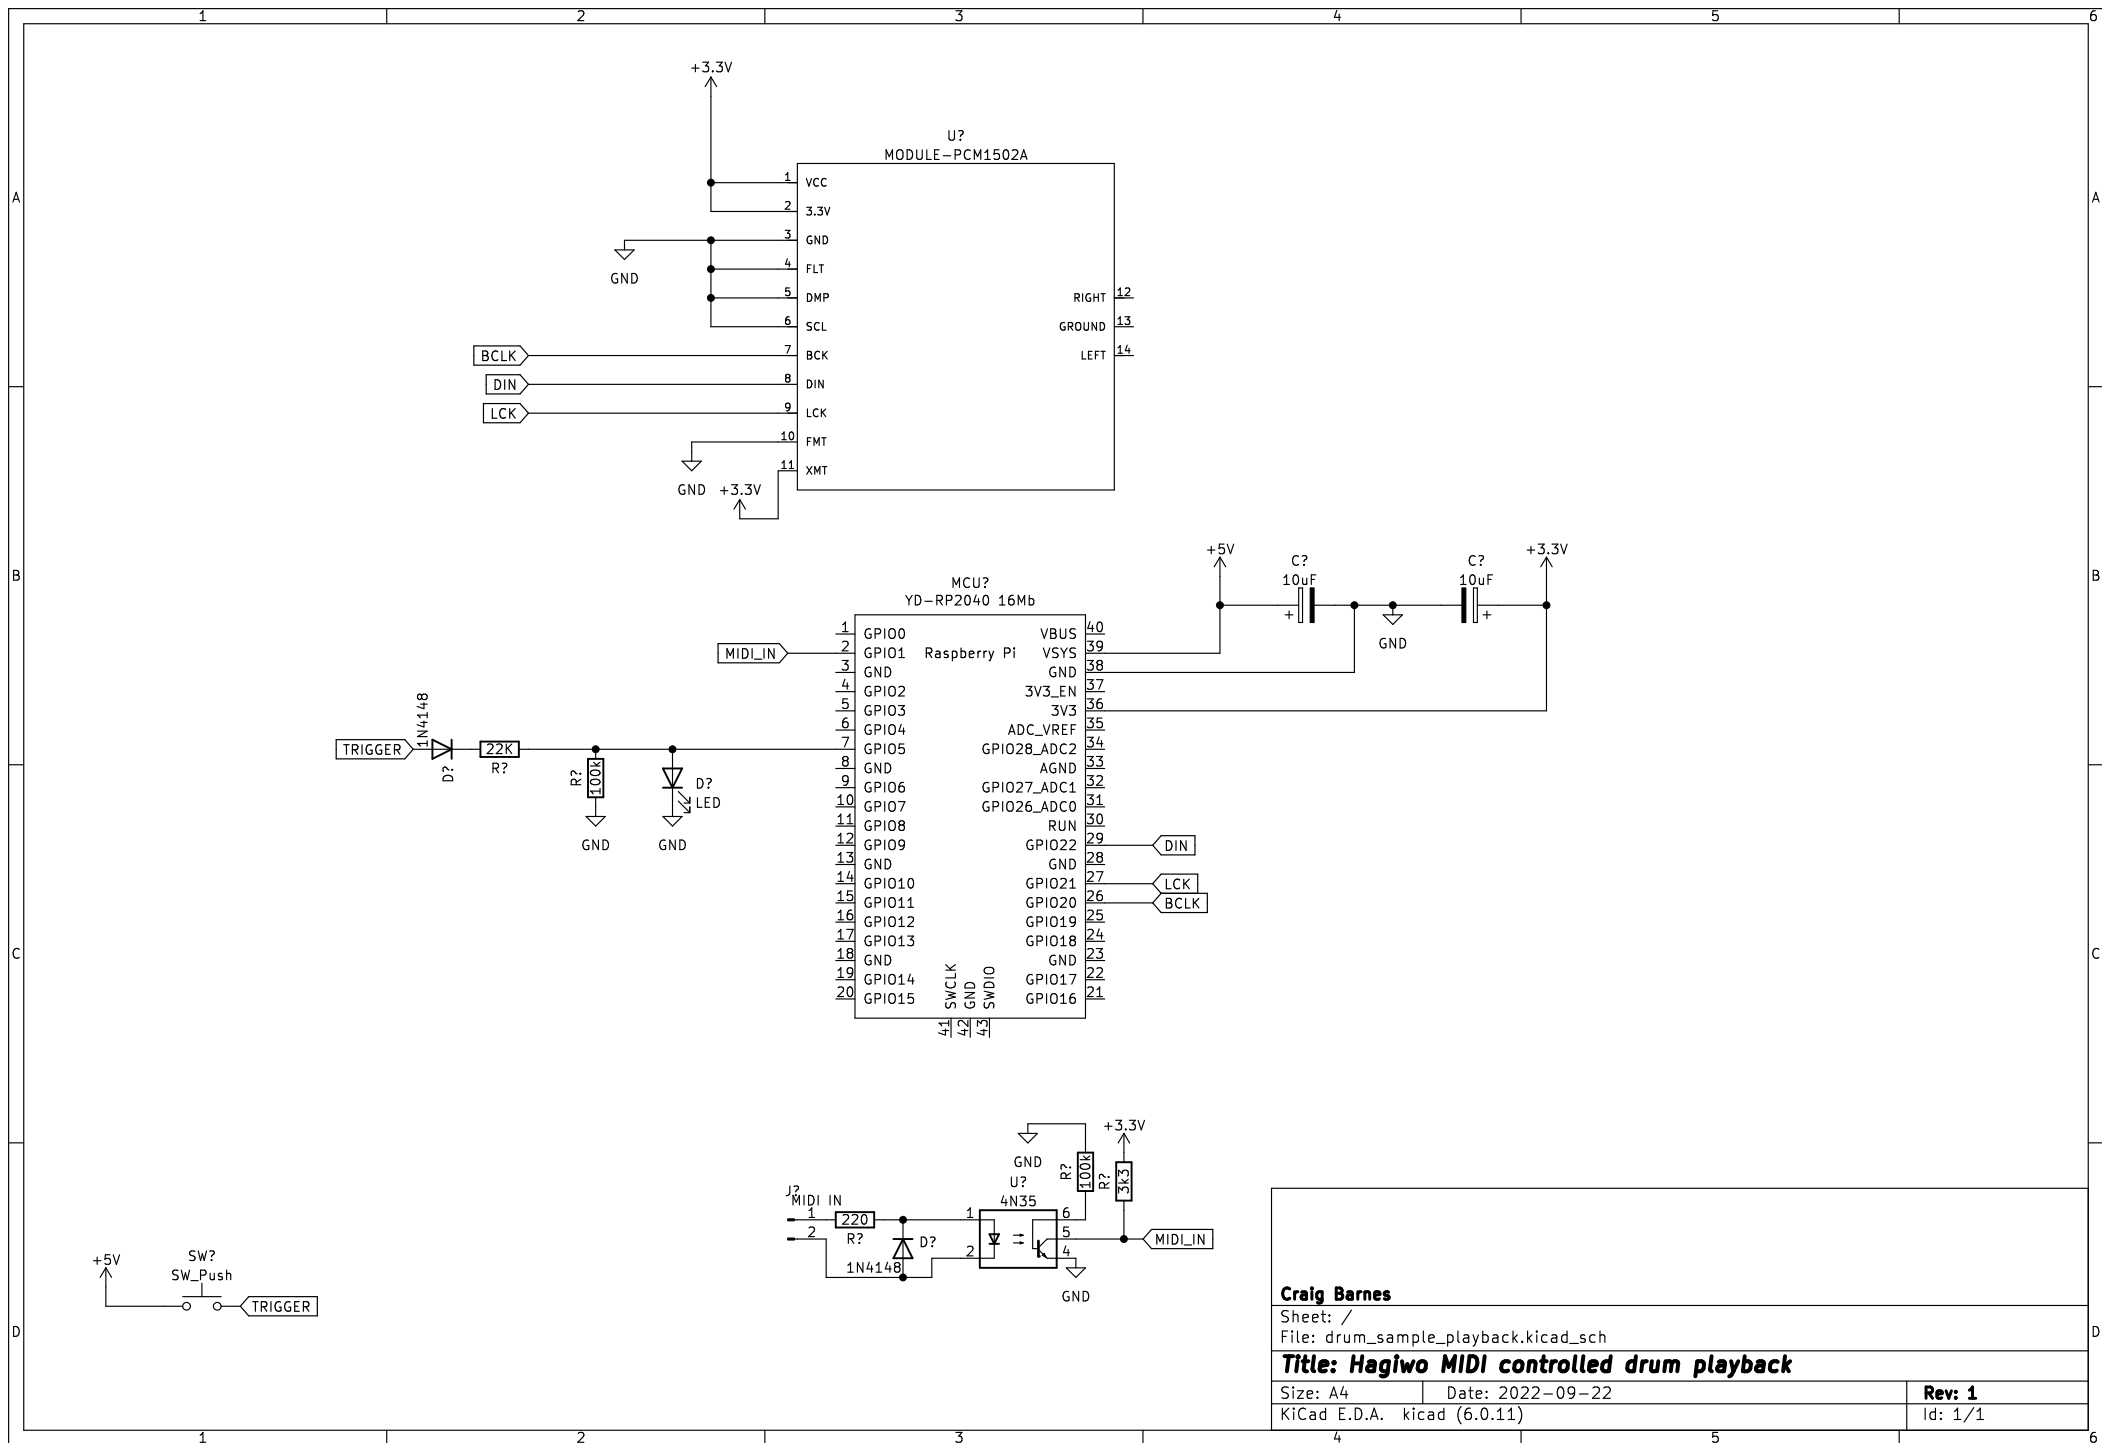 1 2 3 4 5 6
A
B
C
D
A
B
C
D
1 2 3 4 5 6
+3.3V
U?
MODULE-PCM1502A
1 VCC
2 3.3V
3 GND
4 FLT
5 DMP
6 SCL
7 BCK
8 DIN
9 LCK
10 FMT
11 XMT
RIGHT 12
GROUND 13
LEFT 14
GND
BCLK
DIN
LCK
GND
+3.3V
+5V
C?
10uF
+
GND
C?
10uF
+
+3.3V
MCU?
YD-RP2040 16Mb
Raspberry Pi
1 GPIO0
2 GPIO1
3 GND
4 GPIO2
5 GPIO3
6 GPIO4
7 GPIO5
8 GND
9 GPIO6
10 GPIO7
11 GPIO8
12 GPIO9
13 GND
14 GPIO10
15 GPIO11
16 GPIO12
17 GPIO13
18 GND
19 GPIO14
20 GPIO15
VBUS 40
VSYS 39
GND 38
3V3_EN 37
3V3 36
ADC_VREF 35
GPIO28_ADC2 34
AGND 33
GPIO27_ADC1 32
GPIO26_ADC0 31
RUN 30
GPIO22 29
GND 28
GPIO21 27
GPIO20 26
GPIO19 25
GPIO18 24
GND 23
GPIO17 22
GPIO16 21
SWCLK 41
GND 42
SWDIO 43
MIDI_IN
TRIGGER
1N4148
D?
22K
R?
R?
100k
GND
D?
LED
GND
DIN
LCK
BCLK
J?
MIDI IN
1
2
220
R?
D?
1N4148
U?
4N35
1
2
6
5
4
GND
R?
100k
+3.3V
R?
3k3
MIDI_IN
GND
+5V
SW?
SW_Push
TRIGGER
Craig Barnes
Sheet: /
File: drum_sample_playback.kicad_sch
Title: Hagiwo MIDI controlled drum playback
Size: A4 Date: 2022-09-22 Rev: 1
KiCad E.D.A. kicad (6.0.11) Id: 1/1